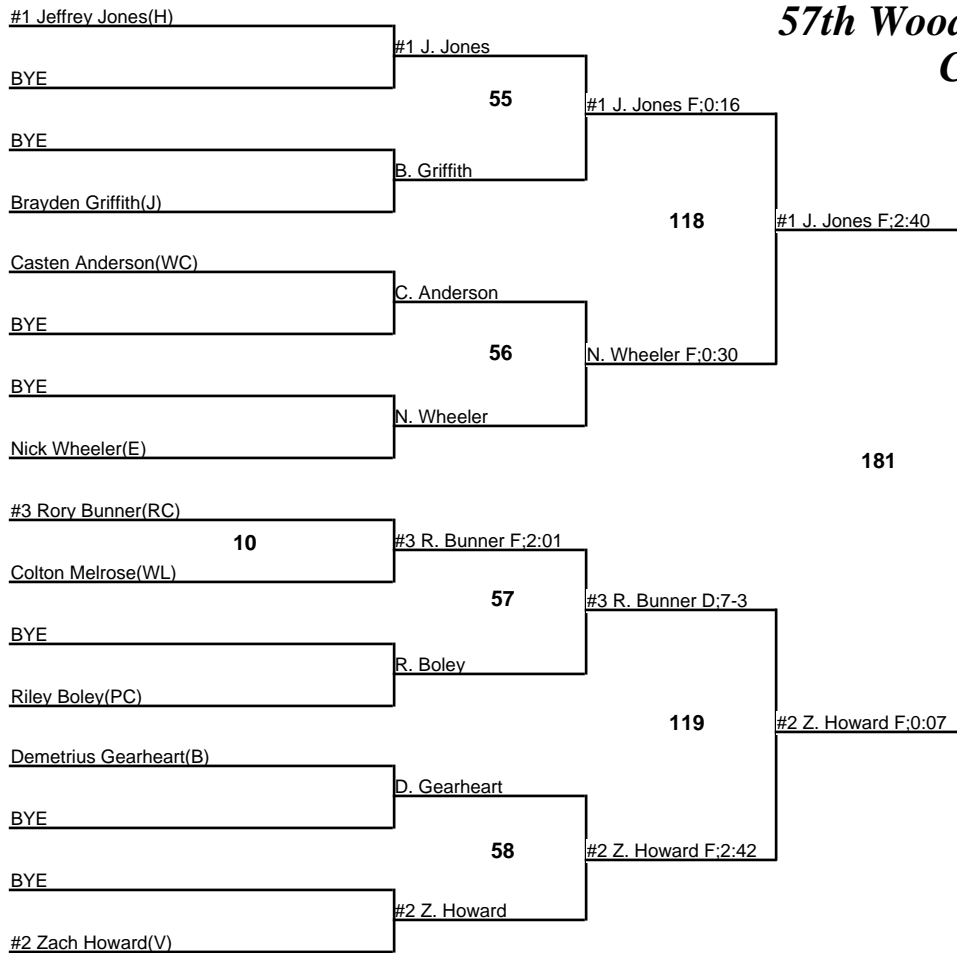 #1 Jeffrey Jones(H)
57th
#1 J. Jones
BYE
55
#1 J. Jones F;0:16
BYE
B. Griffith
Brayden Griffith(J)
118
#1 J. Jones F;2:40
Casten Anderson(WC)
C. Anderson
BYE
56
N. Wheeler F;0:30
BYE
N. Wheeler
Nick Wheeler(E)
181
#3 Rory Bunner(RC)
10
#3 R. Bunner F;2:01
Colton Melrose(WL)
57
#3 R. Bunner D;7-3
BYE
R. Boley
Riley Boley(PC)
119
#2 Z. Howard F;0:07
Demetrius Gearheart(B)
D. Gearheart
BYE
58
#2 Z. Howard F;2:42
BYE
#2 Z. Howard
#2 Zach Howard(V)